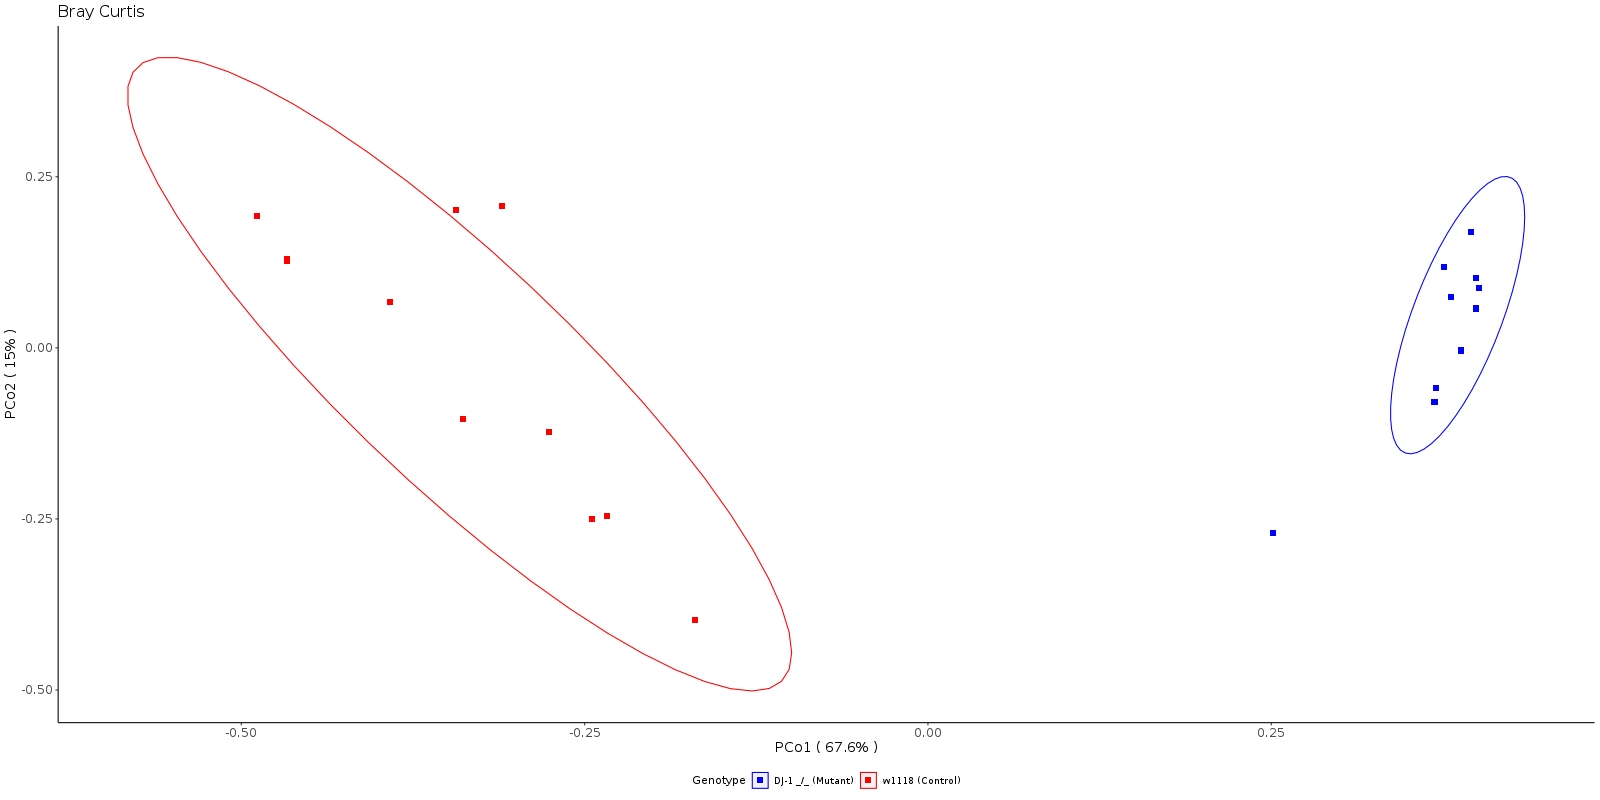 Bray Curtis
0.25
0.00
-0.25
-0.50
PCo2 ( 15% )
-0.50
-0.25
0.00
0.25
PCo1 ( 67.6% )
Genotype DJ-1 _/_ (Mutant) w1118 (Control)